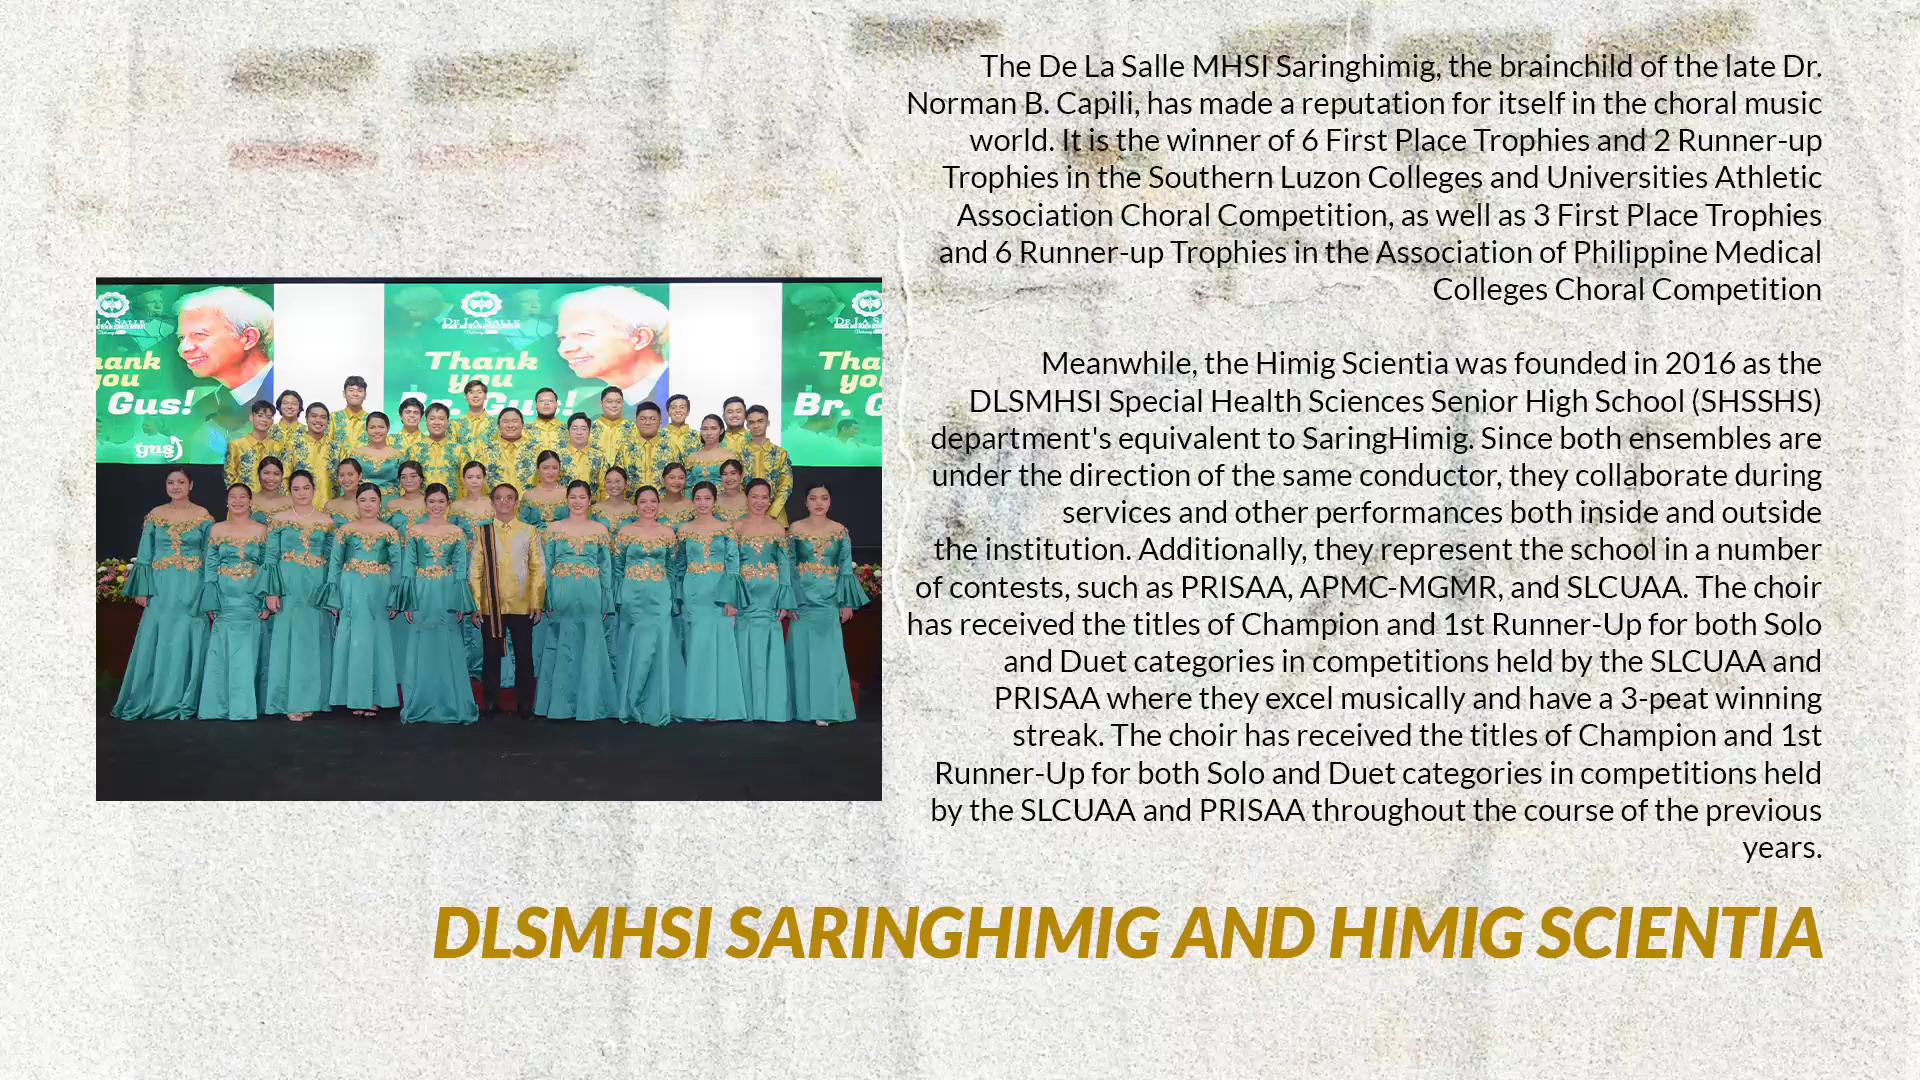 The De La Salle MHSI Saringhimig, the brainchild of the late Dr.
Norman B. Capili, has made a reputation for itself in the choral music
world. It is the winner of 6 First Place Trophies and 2 Runner-up
Trophies in the Southern Luzon Colleges and Universities Athletic
Association Choral Competition, as well as 3 First Place Trophies
and 6 Runner-up Trophies in the Association of Philippine Medical
Colleges Choral Competition
Meanwhile, the Himig Scientia was founded in 2016 as the
DLSMHSI Special Health Sciences Senior High School (SHSSHS)
department's equivalent to SaringHimig. Since both ensembles are
under the direction of the same conductor, they collaborate during
services and other performances both inside and outside
the institution. Additionally, they represent the school in a number
of contests, such as PRISAA, APMC-MGMR, and SLCUAA. The choir
has received the titles of Champion and 1st Runner-Up for both Solo
and Duet categories in competitions held by the SLCUAA and
PRISAA where they excel musically and have a 3-peat winning
streak. The choir has received the titles of Champion and 1st
Runner-Up for both Solo and Duet categories in competitions held
by the SLCUAA and PRISAA throughout the course of the previous
years.
De La Salle
Thank
you
Br. Gus!
gus
DLSMHSI SARINGHIMIG AND HIMIG SCIENTIA